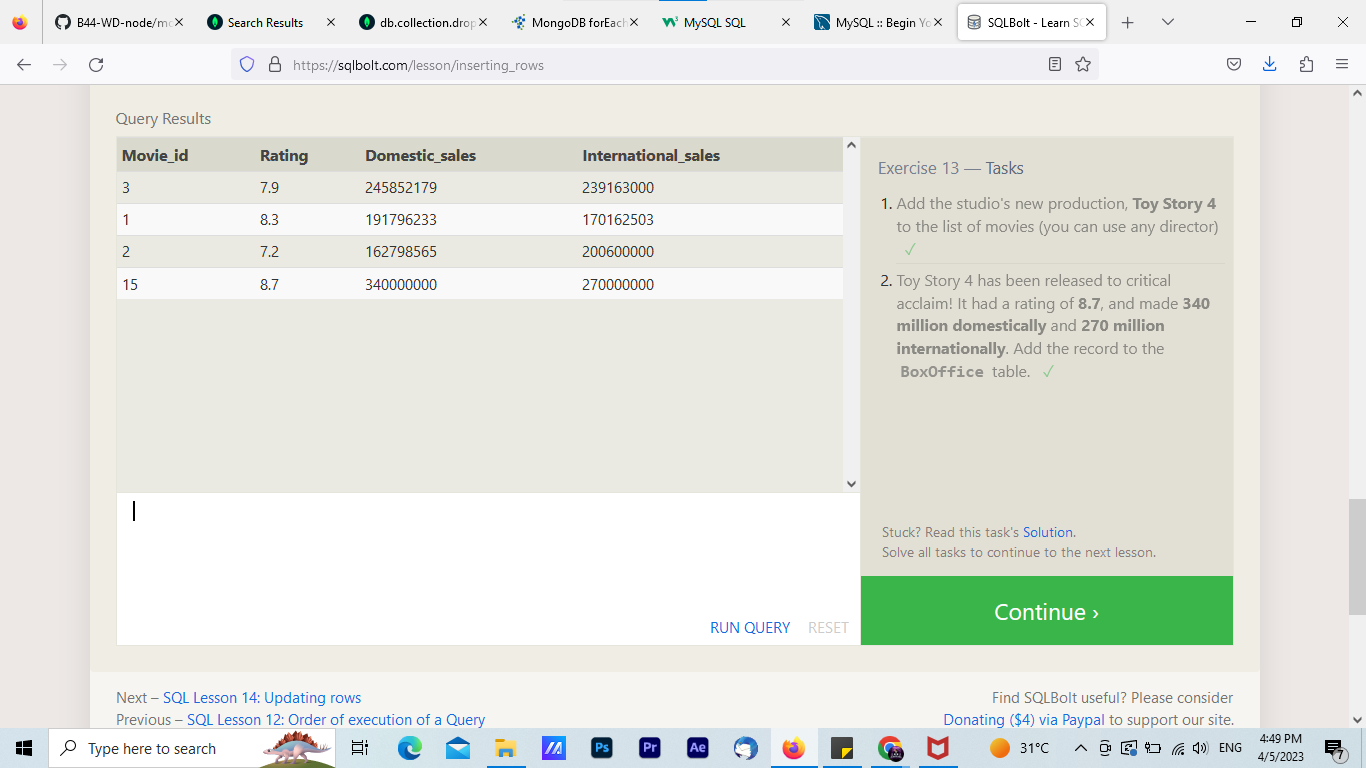 B44-WD-node/mo
Search Results
db.collection.drop
MongoDB forEach
MySQL SQL
MySQL :: Begin Yo
SQLBolt - Learn SQ
https://sqlbolt.com/lesson/inserting_rows
Query Results
Movie_id Rating Domestic_sales International_sales
3 7.9 245852179 239163000
1 8.3 191796233 170162503
2 7.2 162798565 200600000
15 8.7 340000000 270000000
Exercise 13 — Tasks
1. Add the studio's new production, Toy Story 4
to the list of movies (you can use any director)
✓
2. Toy Story 4 has been released to critical
acclaim! It had a rating of 8.7, and made 340
million domestically and 270 million
internationally. Add the record to the
BoxOffice table. ✓
Stuck? Read this task's Solution.
Solve all tasks to continue to the next lesson.
Continue ›
RUN QUERY RESET
Next – SQL Lesson 14: Updating rows
Previous – SQL Lesson 12: Order of execution of a Query
Find SQLBolt useful? Please consider
Donating ($4) via Paypal to support our site.
Type here to search
Ps
Pr
Ae
31°C
ENG
4:49 PM
4/5/2023
7